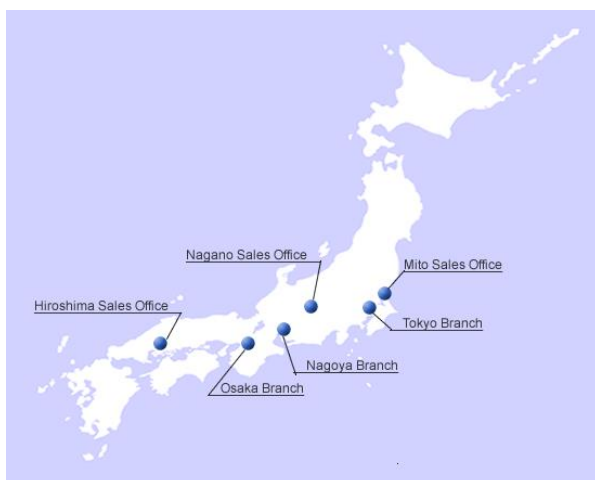 Nagano Sales Office
Mito Sales Office
Hiroshima Sales Office
Tokyo Branch
Nagoya Branch
Osaka Branch